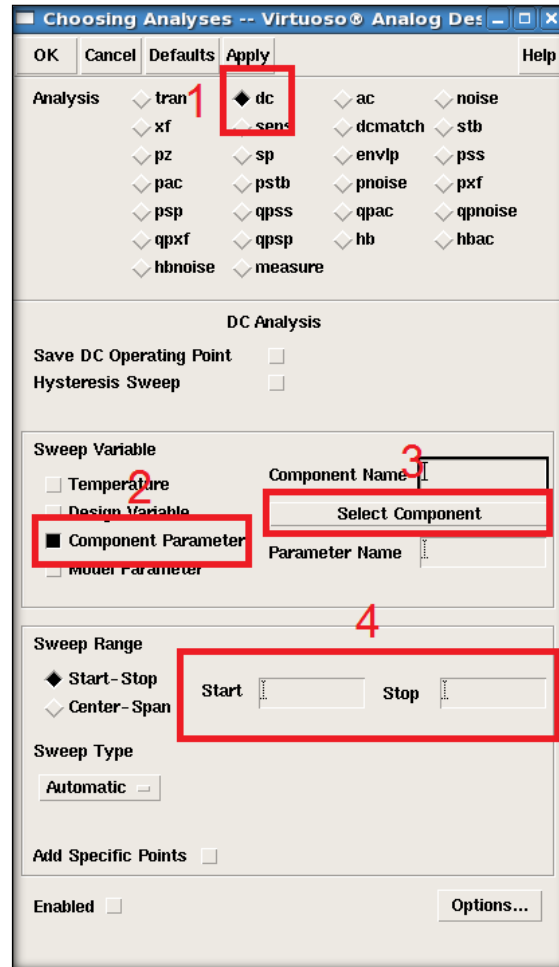 Choosing Analyses -- Virtuoso® Analog Des
OK Cancel Defaults Apply Help
Analysis tran 1 dc ac noise
xf sens dcmatch stb
pz sp envlp pss
pac pstb pnoise pxf
psp qpss qpac qpnoise
qpxf qpsp hb hbac
hbnoise measure
DC Analysis
Save DC Operating Point
Hysteresis Sweep
Sweep Variable
3
Temperature Component Name
2
Design Variable Select Component
Component Parameter Parameter Name
Model Parameter
4
Sweep Range
Start-Stop Start Stop
Center-Span
Sweep Type
Automatic
Add Specific Points
Enabled Options...